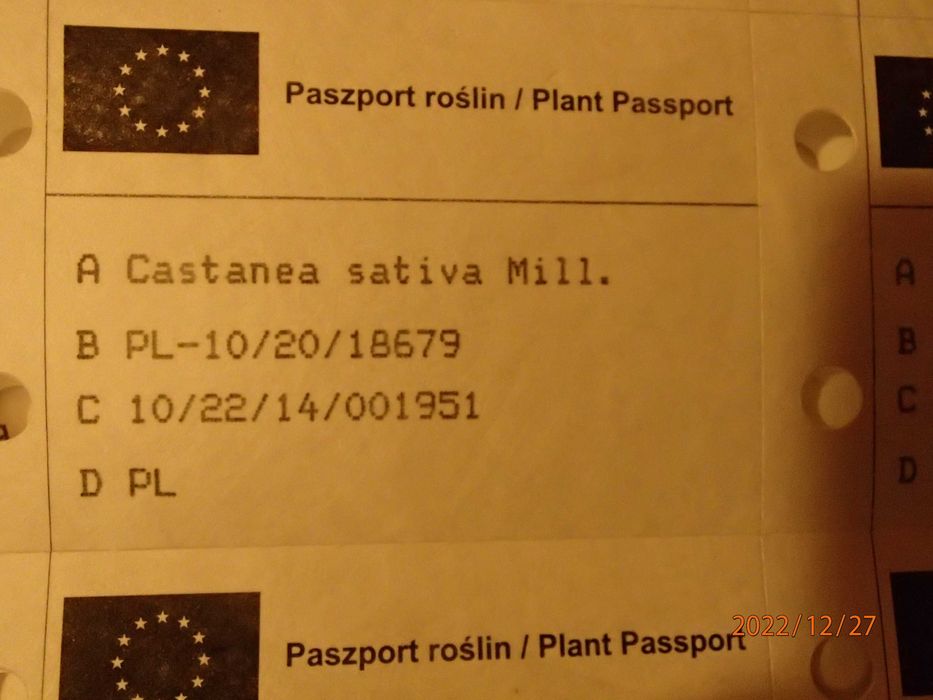 Paszport roślin / Plant Passport
A Castanea sativa Mill.
B PL-10/20/18679
C 10/22/14/001951
D PL
A
B
C
D
Paszport roślin / Plant Passport
2022/12/27